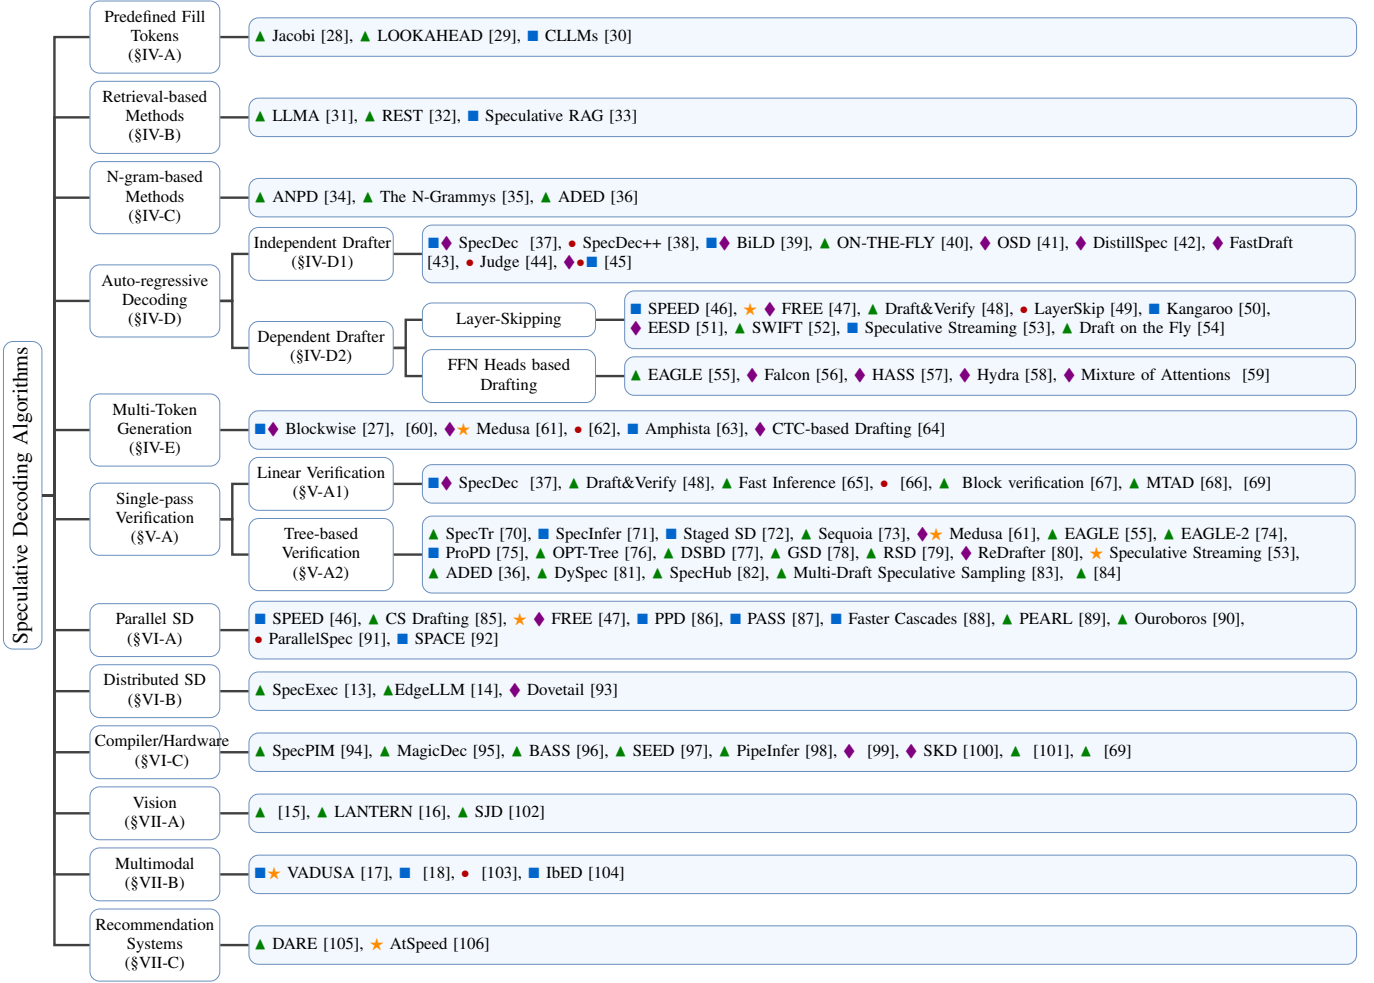 Speculative Decoding Algorithms
Predefined Fill
Tokens
(§IV-A)
▲ Jacobi [28], ▲ LOOKAHEAD [29], ■ CLLMs [30]
Retrieval-based
Methods
(§IV-B)
▲ LLMA [31], ▲ REST [32], ■ Speculative RAG [33]
N-gram-based
Methods
(§IV-C)
▲ ANPD [34], ▲ The N-Grammys [35], ▲ ADED [36]
Auto-regressive
Decoding
(§IV-D)
Independent Drafter
(§IV-D1)
■♦ SpecDec [37], ● SpecDec++ [38], ■♦ BiLD [39], ▲ ON-THE-FLY [40], ♦ OSD [41], ♦ DistillSpec [42], ♦ FastDraft
[43], ● Judge [44], ♦●■ [45]
Dependent Drafter
(§IV-D2)
Layer-Skipping
■ SPEED [46], ★ ♦ FREE [47], ▲ Draft&Verify [48], ● LayerSkip [49], ■ Kangaroo [50],
♦ EESD [51], ▲ SWIFT [52], ■ Speculative Streaming [53], ▲ Draft on the Fly [54]
FFN Heads based
Drafting
▲ EAGLE [55], ♦ Falcon [56], ♦ HASS [57], ♦ Hydra [58], ♦ Mixture of Attentions [59]
Multi-Token
Generation
(§IV-E)
■♦ Blockwise [27], [60], ♦★ Medusa [61], ● [62], ■ Amphista [63], ♦ CTC-based Drafting [64]
Single-pass
Verification
(§V-A)
Linear Verification
(§V-A1)
■♦ SpecDec [37], ▲ Draft&Verify [48], ▲ Fast Inference [65], ● [66], ▲ Block verification [67], ▲ MTAD [68], [69]
Tree-based
Verification
(§V-A2)
▲ SpecTr [70], ■ SpecInfer [71], ■ Staged SD [72], ▲ Sequoia [73], ♦★ Medusa [61], ▲ EAGLE [55], ▲ EAGLE-2 [74],
■ ProPD [75], ▲ OPT-Tree [76], ▲ DSBD [77], ▲ GSD [78], ▲ RSD [79], ♦ ReDrafter [80], ★ Speculative Streaming [53],
▲ ADED [36], ▲ DySpec [81], ▲ SpecHub [82], ▲ Multi-Draft Speculative Sampling [83], ▲ [84]
Parallel SD
(§VI-A)
■ SPEED [46], ▲ CS Drafting [85], ★ ♦ FREE [47], ■ PPD [86], ■ PASS [87], ■ Faster Cascades [88], ▲ PEARL [89], ▲ Ouroboros [90],
● ParallelSpec [91], ■ SPACE [92]
Distributed SD
(§VI-B)
▲ SpecExec [13], ▲EdgeLLM [14], ♦ Dovetail [93]
Compiler/Hardware
(§VI-C)
▲ SpecPIM [94], ▲ MagicDec [95], ▲ BASS [96], ▲ SEED [97], ▲ PipeInfer [98], ♦ [99], ♦ SKD [100], ▲ [101], ▲ [69]
Vision
(§VII-A)
▲ [15], ▲ LANTERN [16], ▲ SJD [102]
Multimodal
(§VII-B)
■★ VADUSA [17], ■ [18], ● [103], ■ IbED [104]
Recommendation
Systems
(§VII-C)
▲ DARE [105], ★ AtSpeed [106]